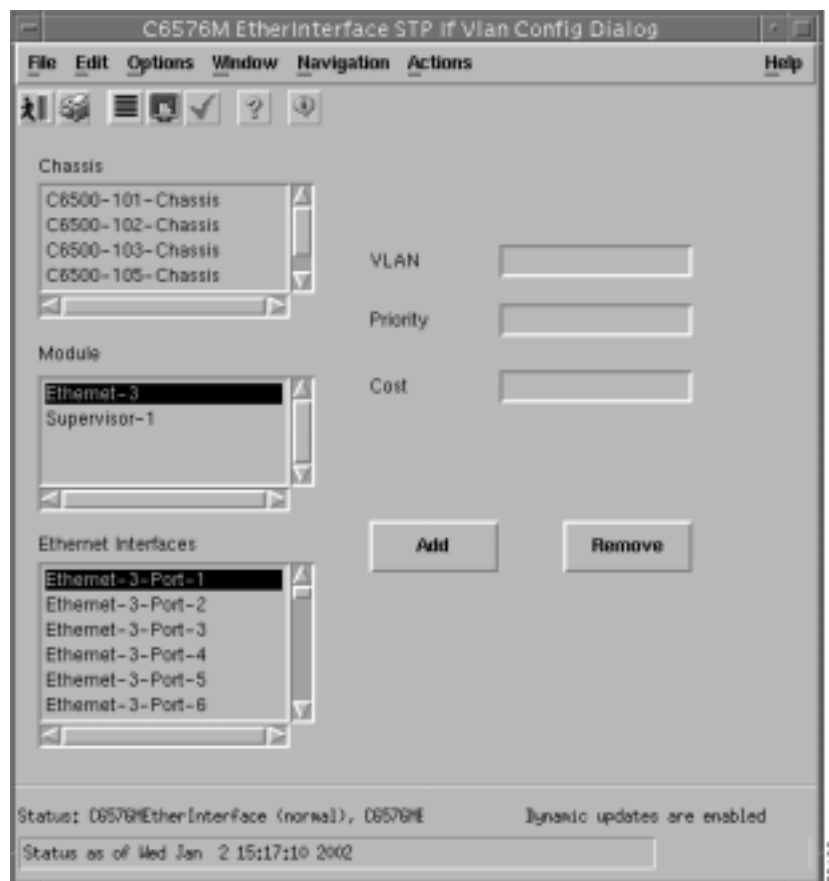 C6576M EtherInterface STP If Vlan Config Dialog
File Edit Options Window Navigation Actions Help
Chassis
C6500-101-Chassis
C6500-102-Chassis
C6500-103-Chassis
C6500-105-Chassis
VLAN
Priority
Cost
Module
Ethernet-3
Supervisor-1
Ethernet Interfaces
Add Remove
Ethernet-3-Port-1
Ethernet-3-Port-2
Ethernet-3-Port-3
Ethernet-3-Port-4
Ethernet-3-Port-5
Ethernet-3-Port-6
Status: C6576MEtherInterface (normal), C6576ME Dynamic updates are enabled
Status as of Wed Jan 2 15:17:10 2002